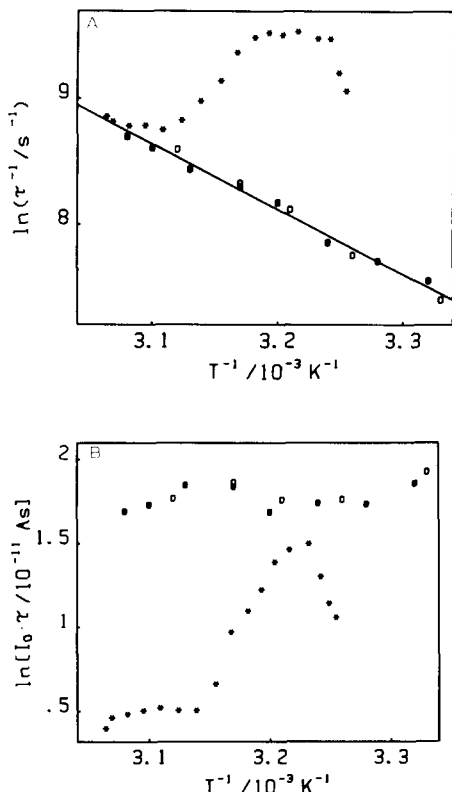 A
ln(τ⁻¹/s⁻¹)
9
8
3.1 3.2 3.3
T⁻¹ /10⁻³ K⁻¹
B
ln[I₀·τ /10⁻¹¹ As]
2
1.5
1
.5
3.1 3.2 3.3
T⁻¹ /10⁻³ K⁻¹